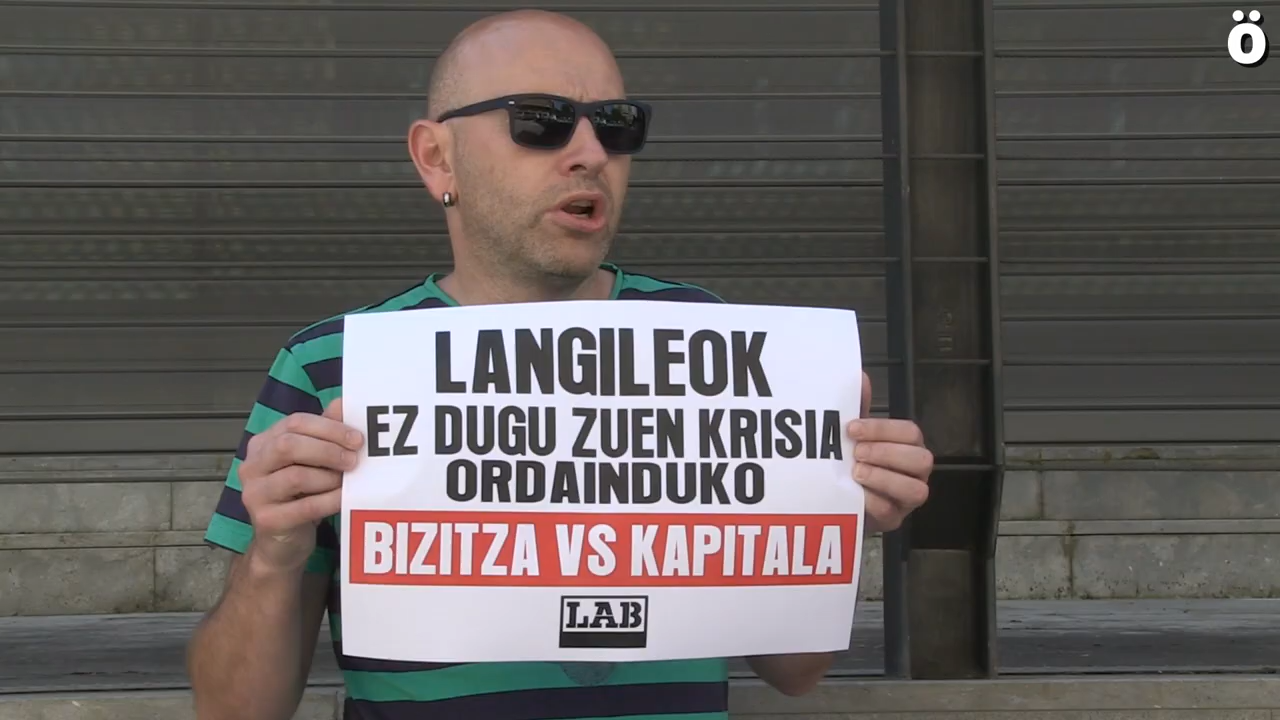 ö
LANGILEOK
EZ DUGU ZUEN KRISIA
ORDAINDUKO
BIZITZA VS KAPITALA
LAB